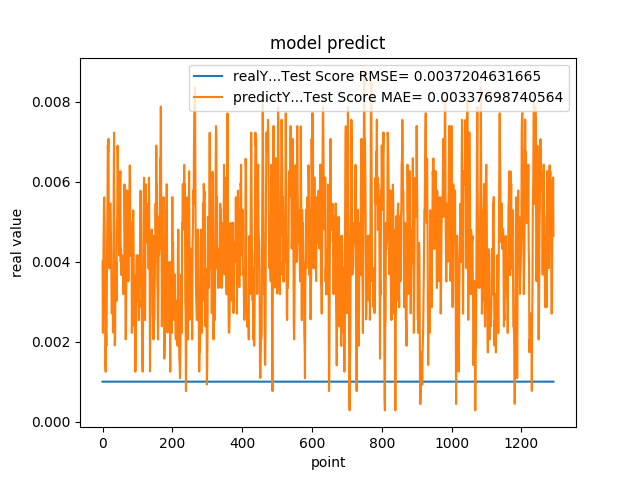 model predict
realY...Test Score RMSE= 0.0037204631665
predictY...Test Score MAE= 0.00337698740564
0.008
0.006
0.004
0.002
0.000
real value
0 200 400 600 800 1000 1200
point